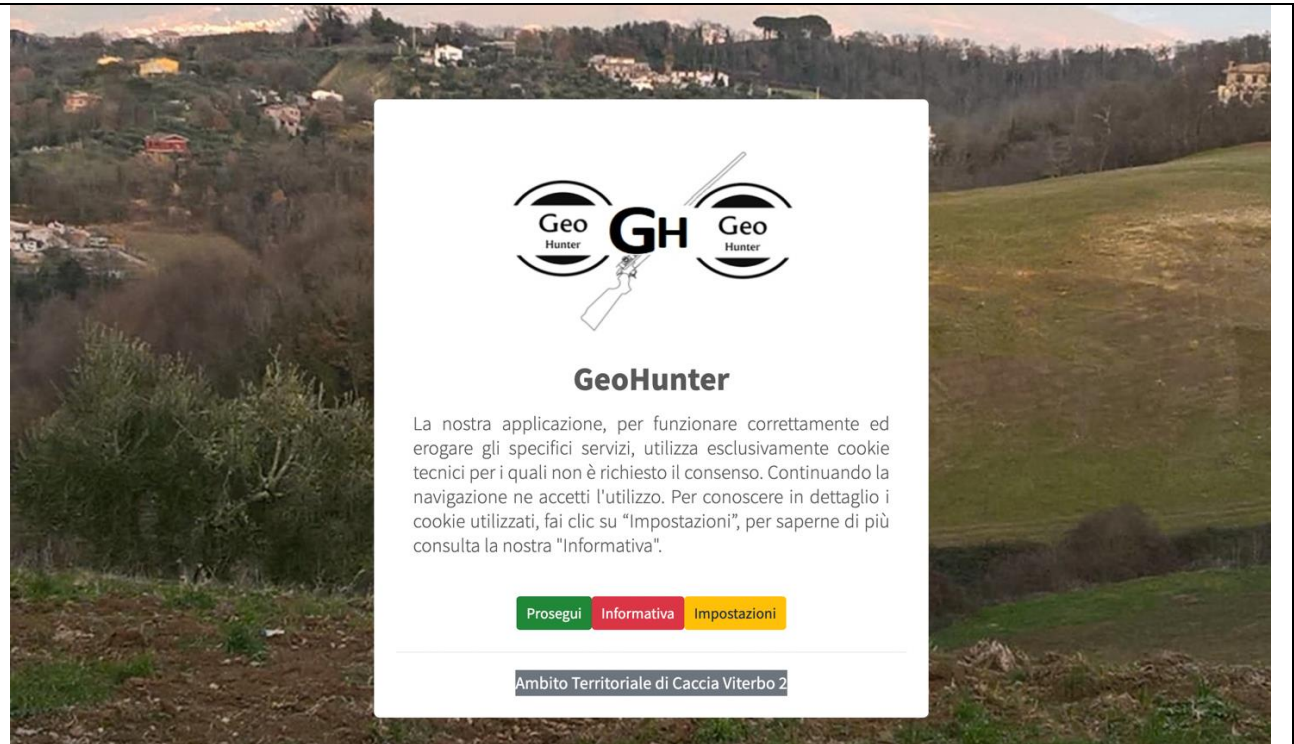 Geo
Hunter
GH
Geo
Hunter
GeoHunter
La nostra applicazione, per funzionare correttamente ed
erogare gli specifici servizi, utilizza esclusivamente cookie
tecnici per i quali non è richiesto il consenso. Continuando la
navigazione ne accetti l'utilizzo. Per conoscere in dettaglio i
cookie utilizzati, fai clic su “Impostazioni”, per saperne di più
consulta la nostra "Informativa".
Prosegui Informativa Impostazioni
Ambito Territoriale di Caccia Viterbo 2